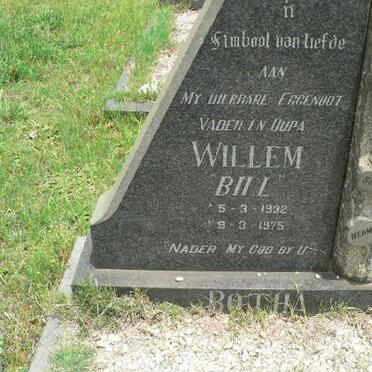 'n
Simbool van liefde
AAN
MY DIERBARE EGGENOOT
VADER EN OUPA
WILLEM
"BILL"
*5-3-1932
9-3-1975
"NADER MY GOD BY U"
BOTHA
HERM